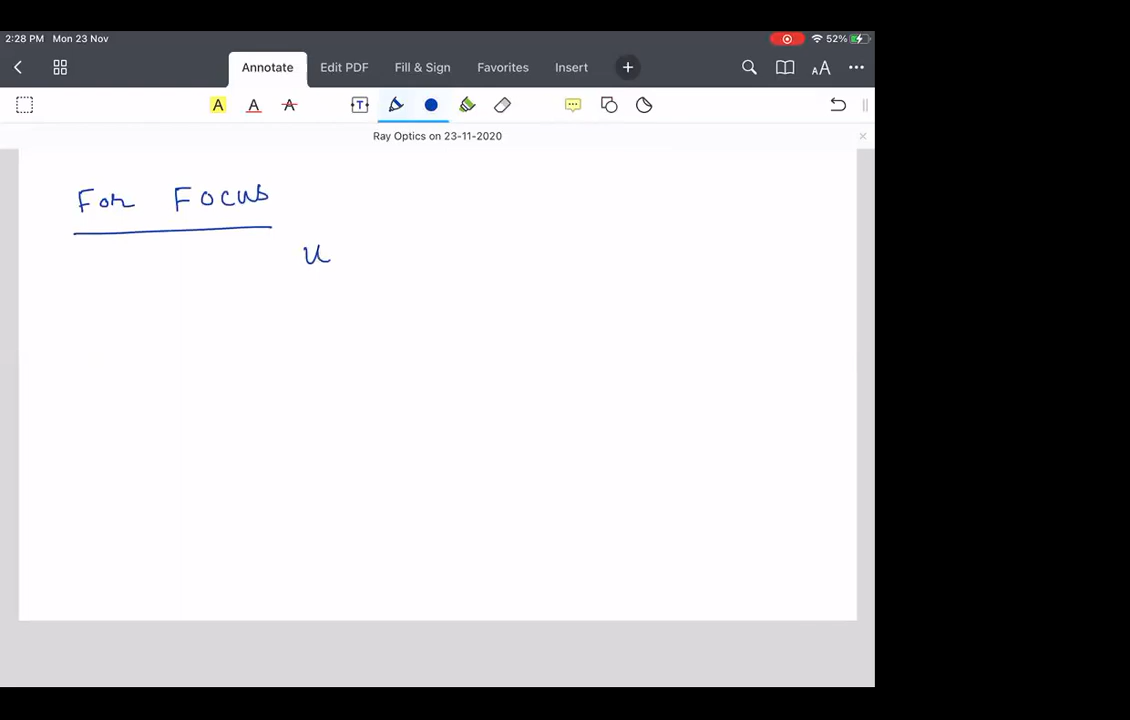 2:28 PM Mon 23 Nov 52%
Annotate Edit PDF Fill & Sign Favorites Insert + AA
A A A T
Ray Optics on 23-11-2020 ×
For Focus
u